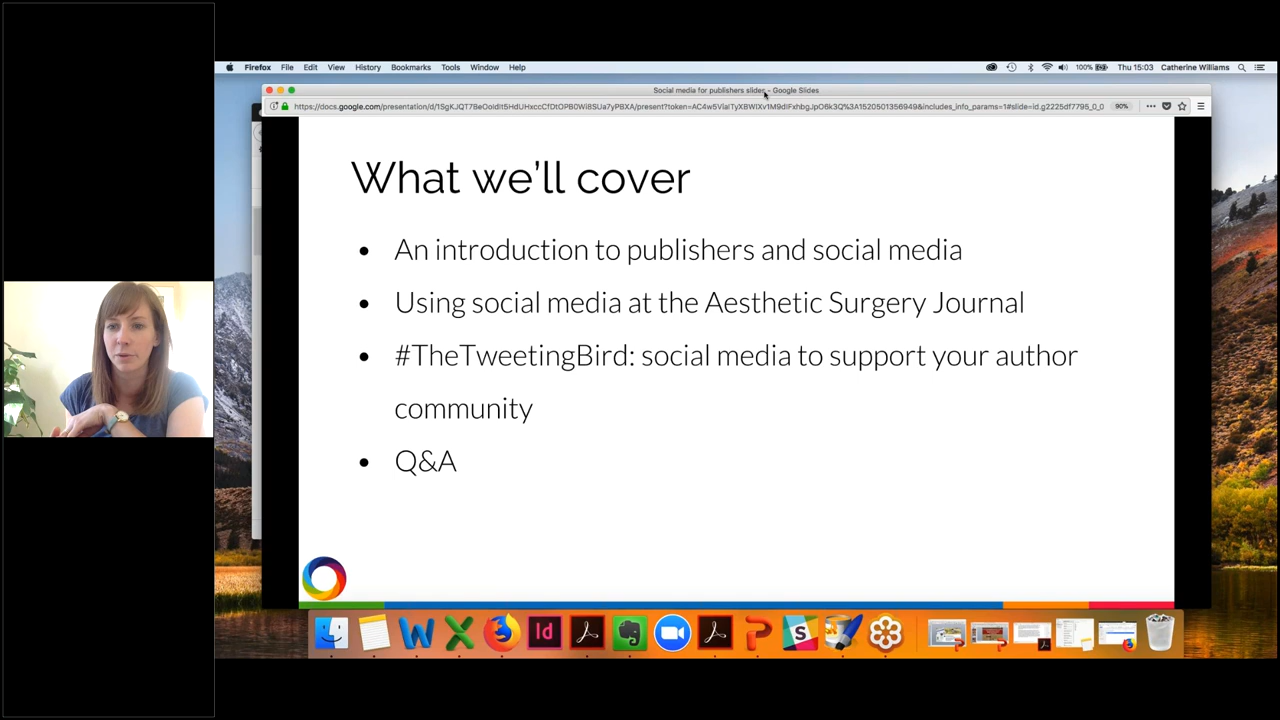 Firefox File Edit View History Bookmarks Tools Window Help 100% Thu 15:03 Catherine Williams
Social media for publishers slides - Google Slides
90%
What we'll cover
• An introduction to publishers and social media
• Using social media at the Aesthetic Surgery Journal
• #TheTweetingBird: social media to support your author
community
• Q&A